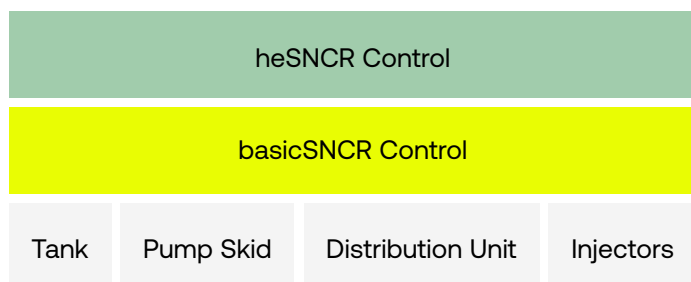 heSNCR Control
basicSNCR Control
Tank
Pump Skid
Distribution Unit
Injectors